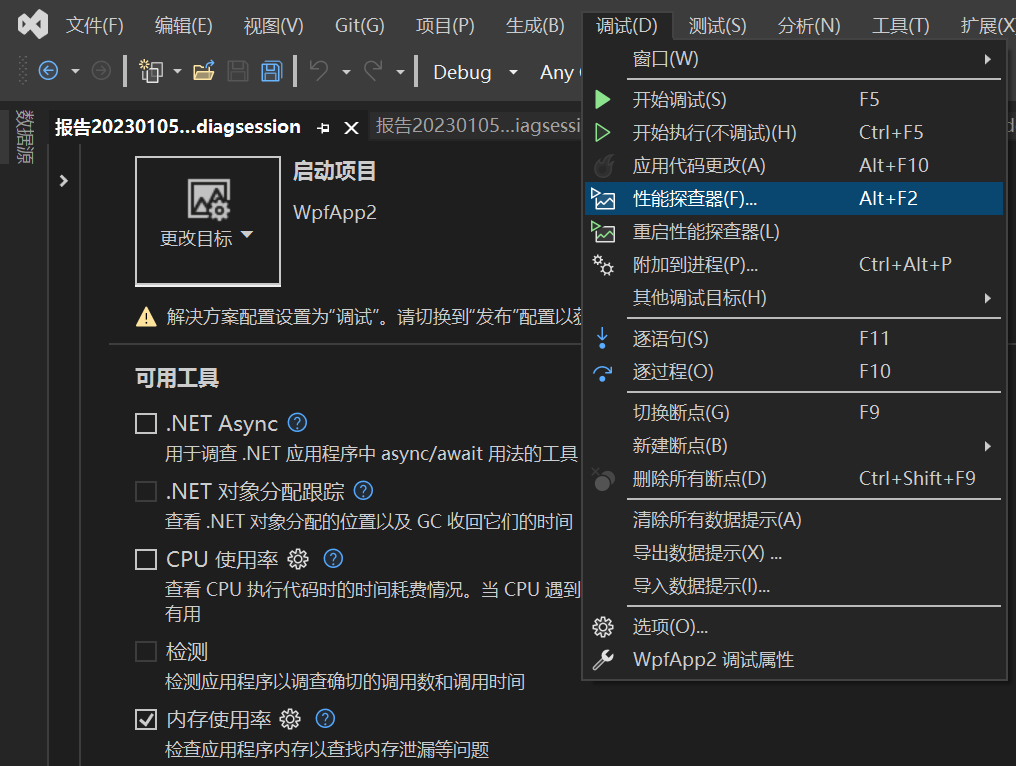 文件(F) 编辑(E) 视图(V) Git(G) 项目(P) 生成(B) 调试(D) 测试(S) 分析(N) 工具(T) 扩展(X
Debug Any
数据源
报告20230105...diagsession 报告20230105...iagsessi
更改目标
启动项目
WpfApp2
解决方案配置设置为“调试”。请切换到“发布”配置以获
可用工具
.NET Async
用于调查 .NET 应用程序中 async/await 用法的工具
.NET 对象分配跟踪
查看 .NET 对象分配的位置以及 GC 收回它们的时间
CPU 使用率
查看 CPU 执行代码时的时间耗费情况。当 CPU 遇到
有用
检测
检测应用程序以调查确切的调用数和调用时间
内存使用率
检查应用程序内存以查找内存泄漏等问题
窗口(W)
开始调试(S) F5
开始执行(不调试)(H) Ctrl+F5
应用代码更改(A) Alt+F10
性能探查器(F)... Alt+F2
重启性能探查器(L)
附加到进程(P)... Ctrl+Alt+P
其他调试目标(H)
逐语句(S) F11
逐过程(O) F10
切换断点(G) F9
新建断点(B)
删除所有断点(D) Ctrl+Shift+F9
清除所有数据提示(A)
导出数据提示(X) ...
导入数据提示(I)...
选项(O)...
WpfApp2 调试属性